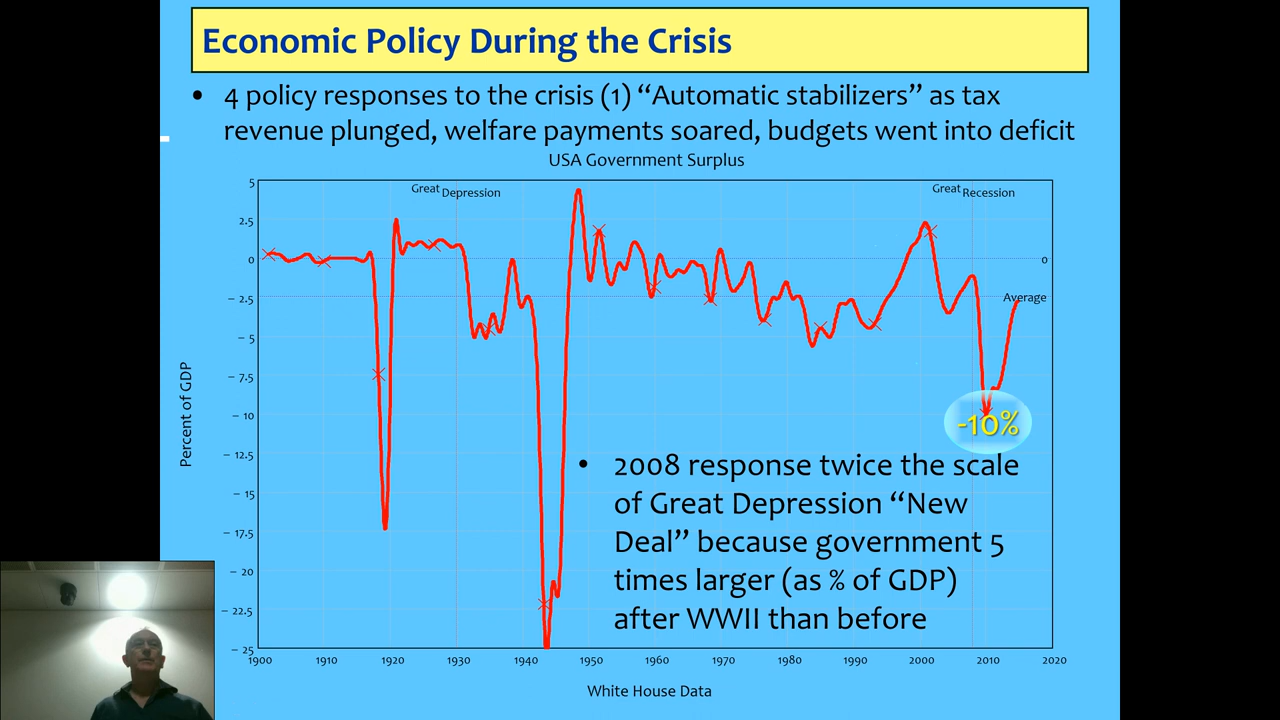 Economic Policy During the Crisis
• 4 policy responses to the crisis (1) “Automatic stabilizers” as tax
revenue plunged, welfare payments soared, budgets went into deficit
USA Government Surplus
Great Depression
Great Recession
5
2.5
0
0
Average
– 2.5
– 5
– 7.5
– 10
-10%
– 12.5
– 15
– 17.5
– 20
– 22.5
– 25
Percent of GDP
• 2008 response twice the scale
of Great Depression “New
Deal” because government 5
times larger (as % of GDP)
after WWII than before
1900 1910 1920 1930 1940 1950 1960 1970 1980 1990 2000 2010 2020
White House Data